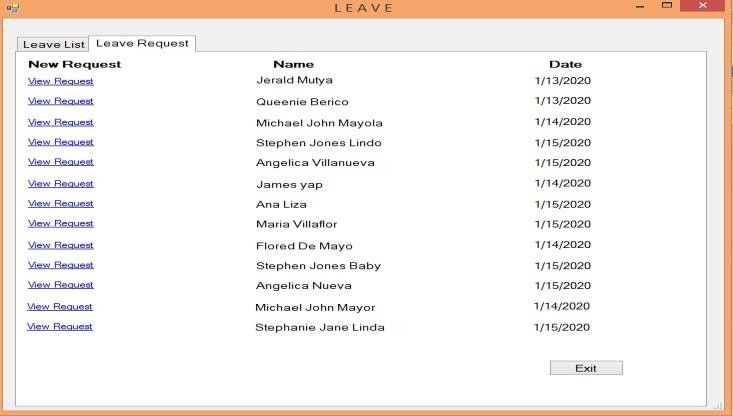 LEAVE
Leave List Leave Request
New Request Name Date
View Request Jerald Mutya 1/13/2020
View Request Queenie Berico 1/13/2020
View Request Michael John Mayola 1/14/2020
View Request Stephen Jones Lindo 1/15/2020
View Request Angelica Villanueva 1/15/2020
View Request James yap 1/14/2020
View Request Ana Liza 1/15/2020
View Request Maria Villaflor 1/15/2020
View Request Flored De Mayo 1/14/2020
View Request Stephen Jones Baby 1/15/2020
View Request Angelica Nueva 1/15/2020
View Request Michael John Mayor 1/14/2020
View Request Stephanie Jane Linda 1/15/2020
Exit